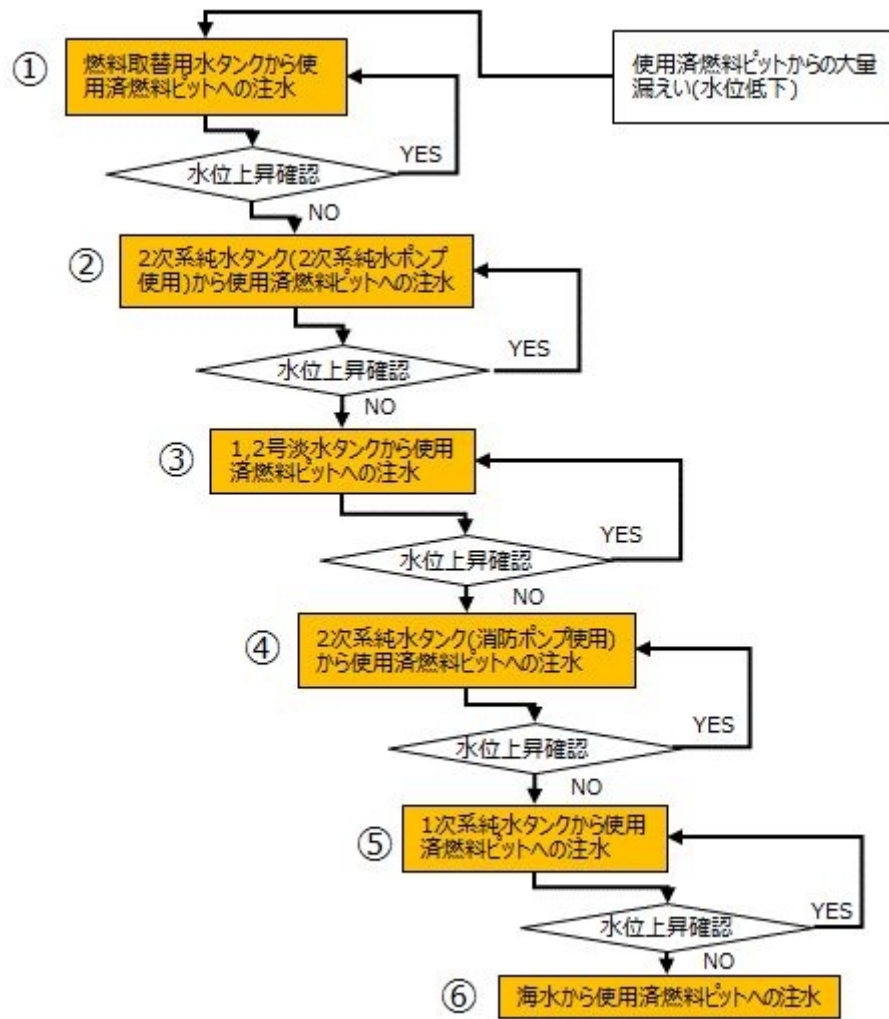 ①
燃料取替用水タンクから使
用済燃料ピットへの注水
使用済燃料ピットからの大量
漏えい(水位低下)
YES
水位上昇確認
NO
②
2次系純水タンク(2次系純水ポンプ
使用)から使用済燃料ピットへの注水
YES
水位上昇確認
NO
③
1,2号淡水タンクから使用
済燃料ピットへの注水
YES
水位上昇確認
NO
④
2次系純水タンク(消防ポンプ使用)
から使用済燃料ピットへの注水
YES
水位上昇確認
NO
⑤
1次系純水タンクから使用
済燃料ピットへの注水
YES
水位上昇確認
NO
⑥
海水から使用済燃料ピットへの注水